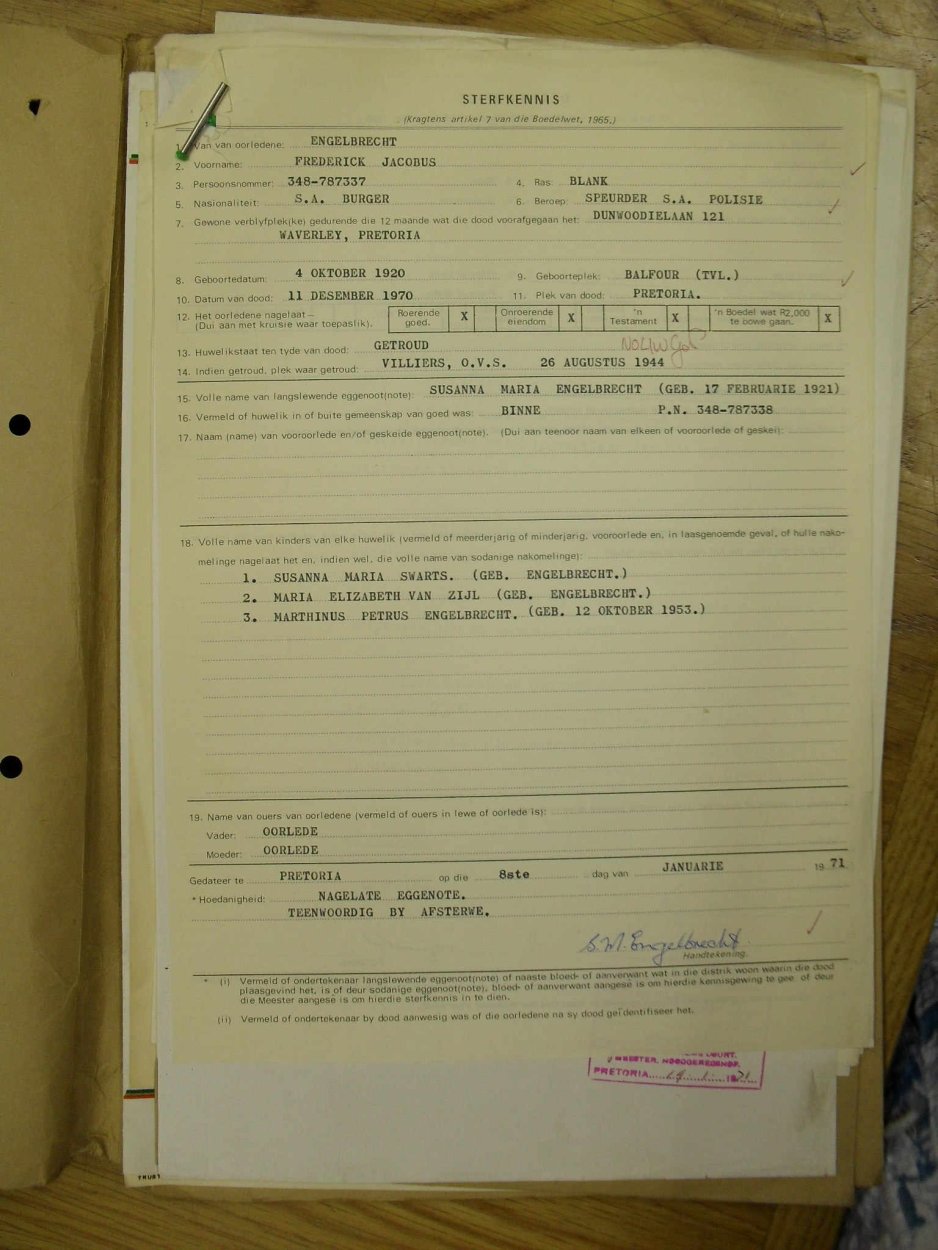 STERFKENNIS
(Kragtens artikel 7 van die Boedelwet, 1965.)
1. Van van oorledene: ENGELBRECHT
2. Voorname: FREDERICK JACOBUS
3. Persoonsnommer: 348-787337 4. Ras: BLANK
5. Nasionaliteit: S.A. BURGER 6. Beroep: SPEURDER S.A. POLISIE
7. Gewone verblyfplek(ke) gedurende die 12 maande wat die dood voorafgegaan het: DUNWOODIELAAN 121
WAVERLEY, PRETORIA
8. Geboortedatum: 4 OKTOBER 1920 9. Geboorteplek: BALFOUR (TVL.)
10. Datum van dood: 11 DESEMBER 1970 11. Plek van dood: PRETORIA.
12. Het oorledene nagelaat— (Dui aan met kruisie waar toepaslik). Roerende goed. X Onroerende eiendom X 'n Testament X 'n Boedel wat R2,000 te bowe gaan. X
13. Huwelikstaat ten tyde van dood: GETROUD
14. Indien getroud, plek waar getroud: VILLIERS, O.V.S. 26 AUGUSTUS 1944
15. Volle name van langslewende eggenoot(note): SUSANNA MARIA ENGELBRECHT (GEB. 17 FEBRUARIE 1921)
16. Vermeld of huwelik in of buite gemeenskap van goed was: BINNE P.N. 348-787338
17. Naam (name) van vooroorlede en/of geskeide eggenoot(note). (Dui aan teenoor naam van elkeen of vooroorlede of geskei):
18. Volle name van kinders van elke huwelik (vermeld of meerderjarig of minderjarig, vooroorlede en, in laasgenoemde geval, of hulle nako-
melinge nagelaat het en, indien wel, die volle name van sodanige nakomelinge):
1. SUSANNA MARIA SWARTS. (GEB. ENGELBRECHT.)
2. MARIA ELIZABETH VAN ZIJL (GEB. ENGELBRECHT.)
3. MARTHINUS PETRUS ENGELBRECHT. (GEB. 12 OKTOBER 1953.)
19. Name van ouers van oorledene (vermeld of ouers in lewe of oorlede is):
Vader: OORLEDE
Moeder: OORLEDE
Gedateer te PRETORIA op die 8ste dag van JANUARIE 19 71
* Hoedanigheid: NAGELATE EGGENOTE.
TEENWOORDIG BY AFSTERWE.
S.M. Engelbrecht
Handtekening.
* (i) Vermeld of ondertekenaar langslewende eggenoot(note) of naaste bloed- of aanverwant wat in die distrik woon waarin die dood
plaasgevind het, is of deur sodanige eggenoot(note), bloed- of aanverwant aangese is om hierdie kennisgewing te gee of deur
die Meester aangese is om hierdie sterfkennis in te dien.
(ii) Vermeld of ondertekenaar by dood aanwesig was of die oorledene na sy dood geïdentifiseer het.
COURT.
MEESTER, HOOGGEREGSHOF.
PRETORIA
TRUST